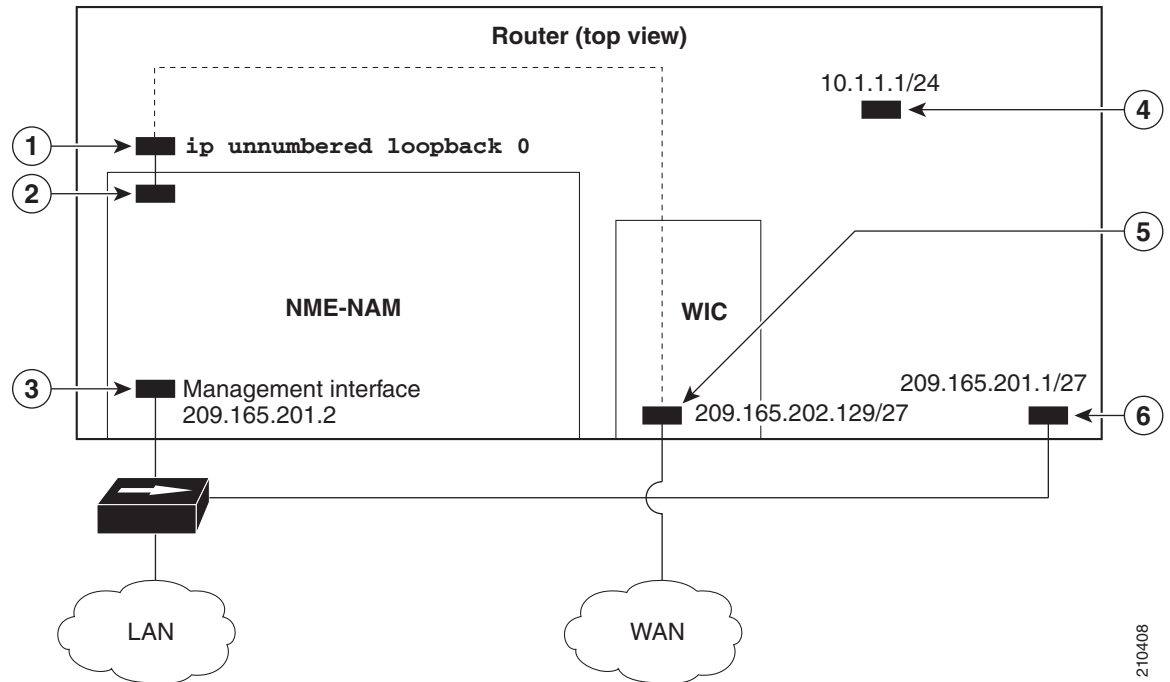 Router (top view)
10.1.1.1/24
4
1
ip unnumbered loopback 0
2
5
NME-NAM
WIC
3
Management interface
209.165.201.2
209.165.201.1/27
209.165.202.129/27
6
LAN
WAN
210408